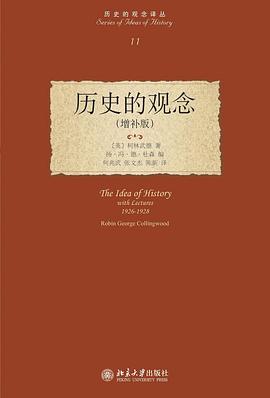 历史的观念译丛
Series of Ideas of History
11
历史的观念
(增补版)
[英] 柯林武德 著
扬·冯·德·杜森 编
何兆武 张文杰 陈新 译
The Idea of History
with Lectures
1926-1928
Robin George Collingwood
北京大学出版社
PEKING UNIVERSITY PRESS